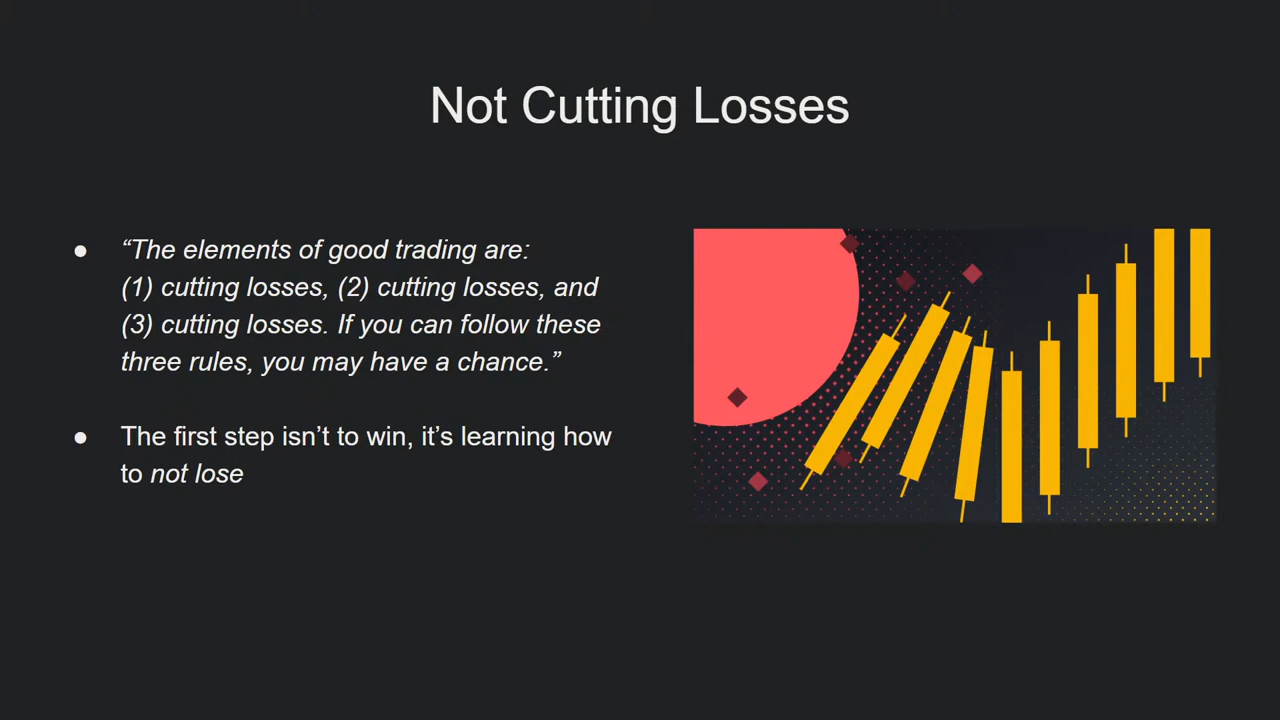 Not Cutting Losses
● “The elements of good trading are:
(1) cutting losses, (2) cutting losses, and
(3) cutting losses. If you can follow these
three rules, you may have a chance.”
● The first step isn’t to win, it’s learning how
to not lose